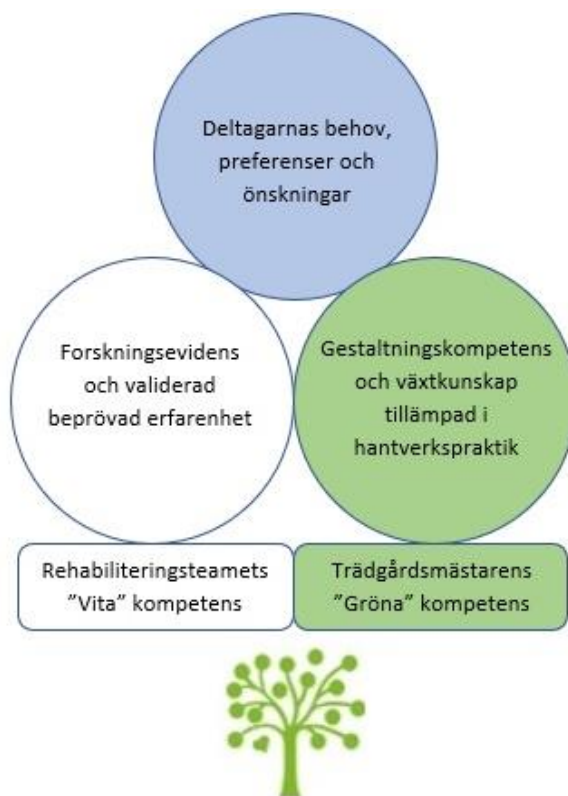 Deltagarnas behov,
preferenser och
önskningar
Forskningsevidens
och validerad
beprövad erfarenhet
Gestaltningskompetens
och växtkunskap
tillämpad i
hantverkspraktik
Rehabiliteringsteamets
”Vita” kompetens
Trädgårdsmästarens
”Gröna” kompetens